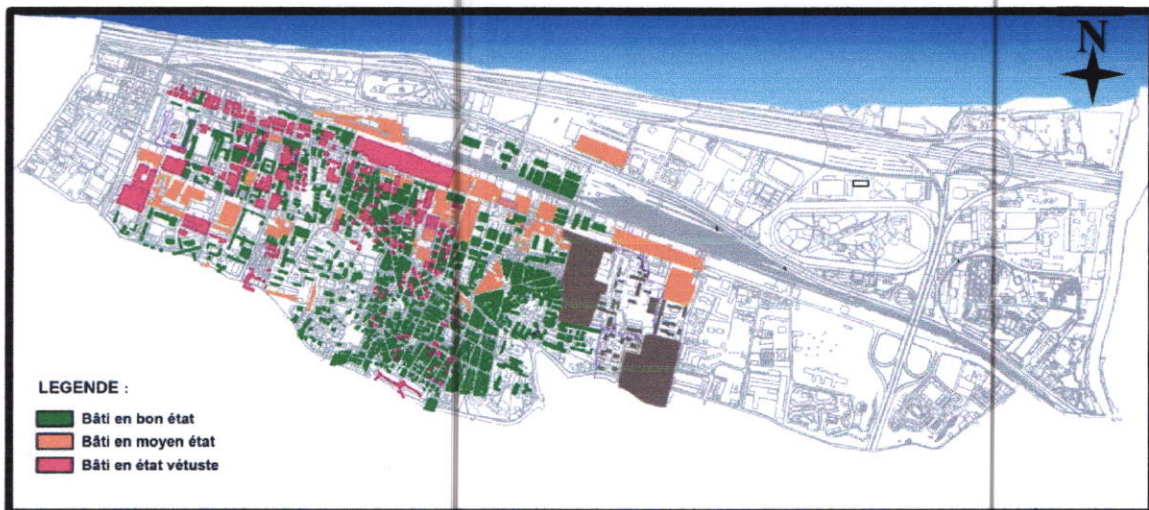 N
LEGENDE :
Bâti en bon état
Bâti en moyen état
Bâti en état vétuste